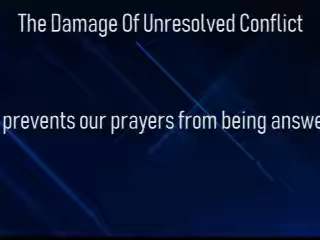 The Damage Of Unresolved Conflict
prevents our prayers from being answe